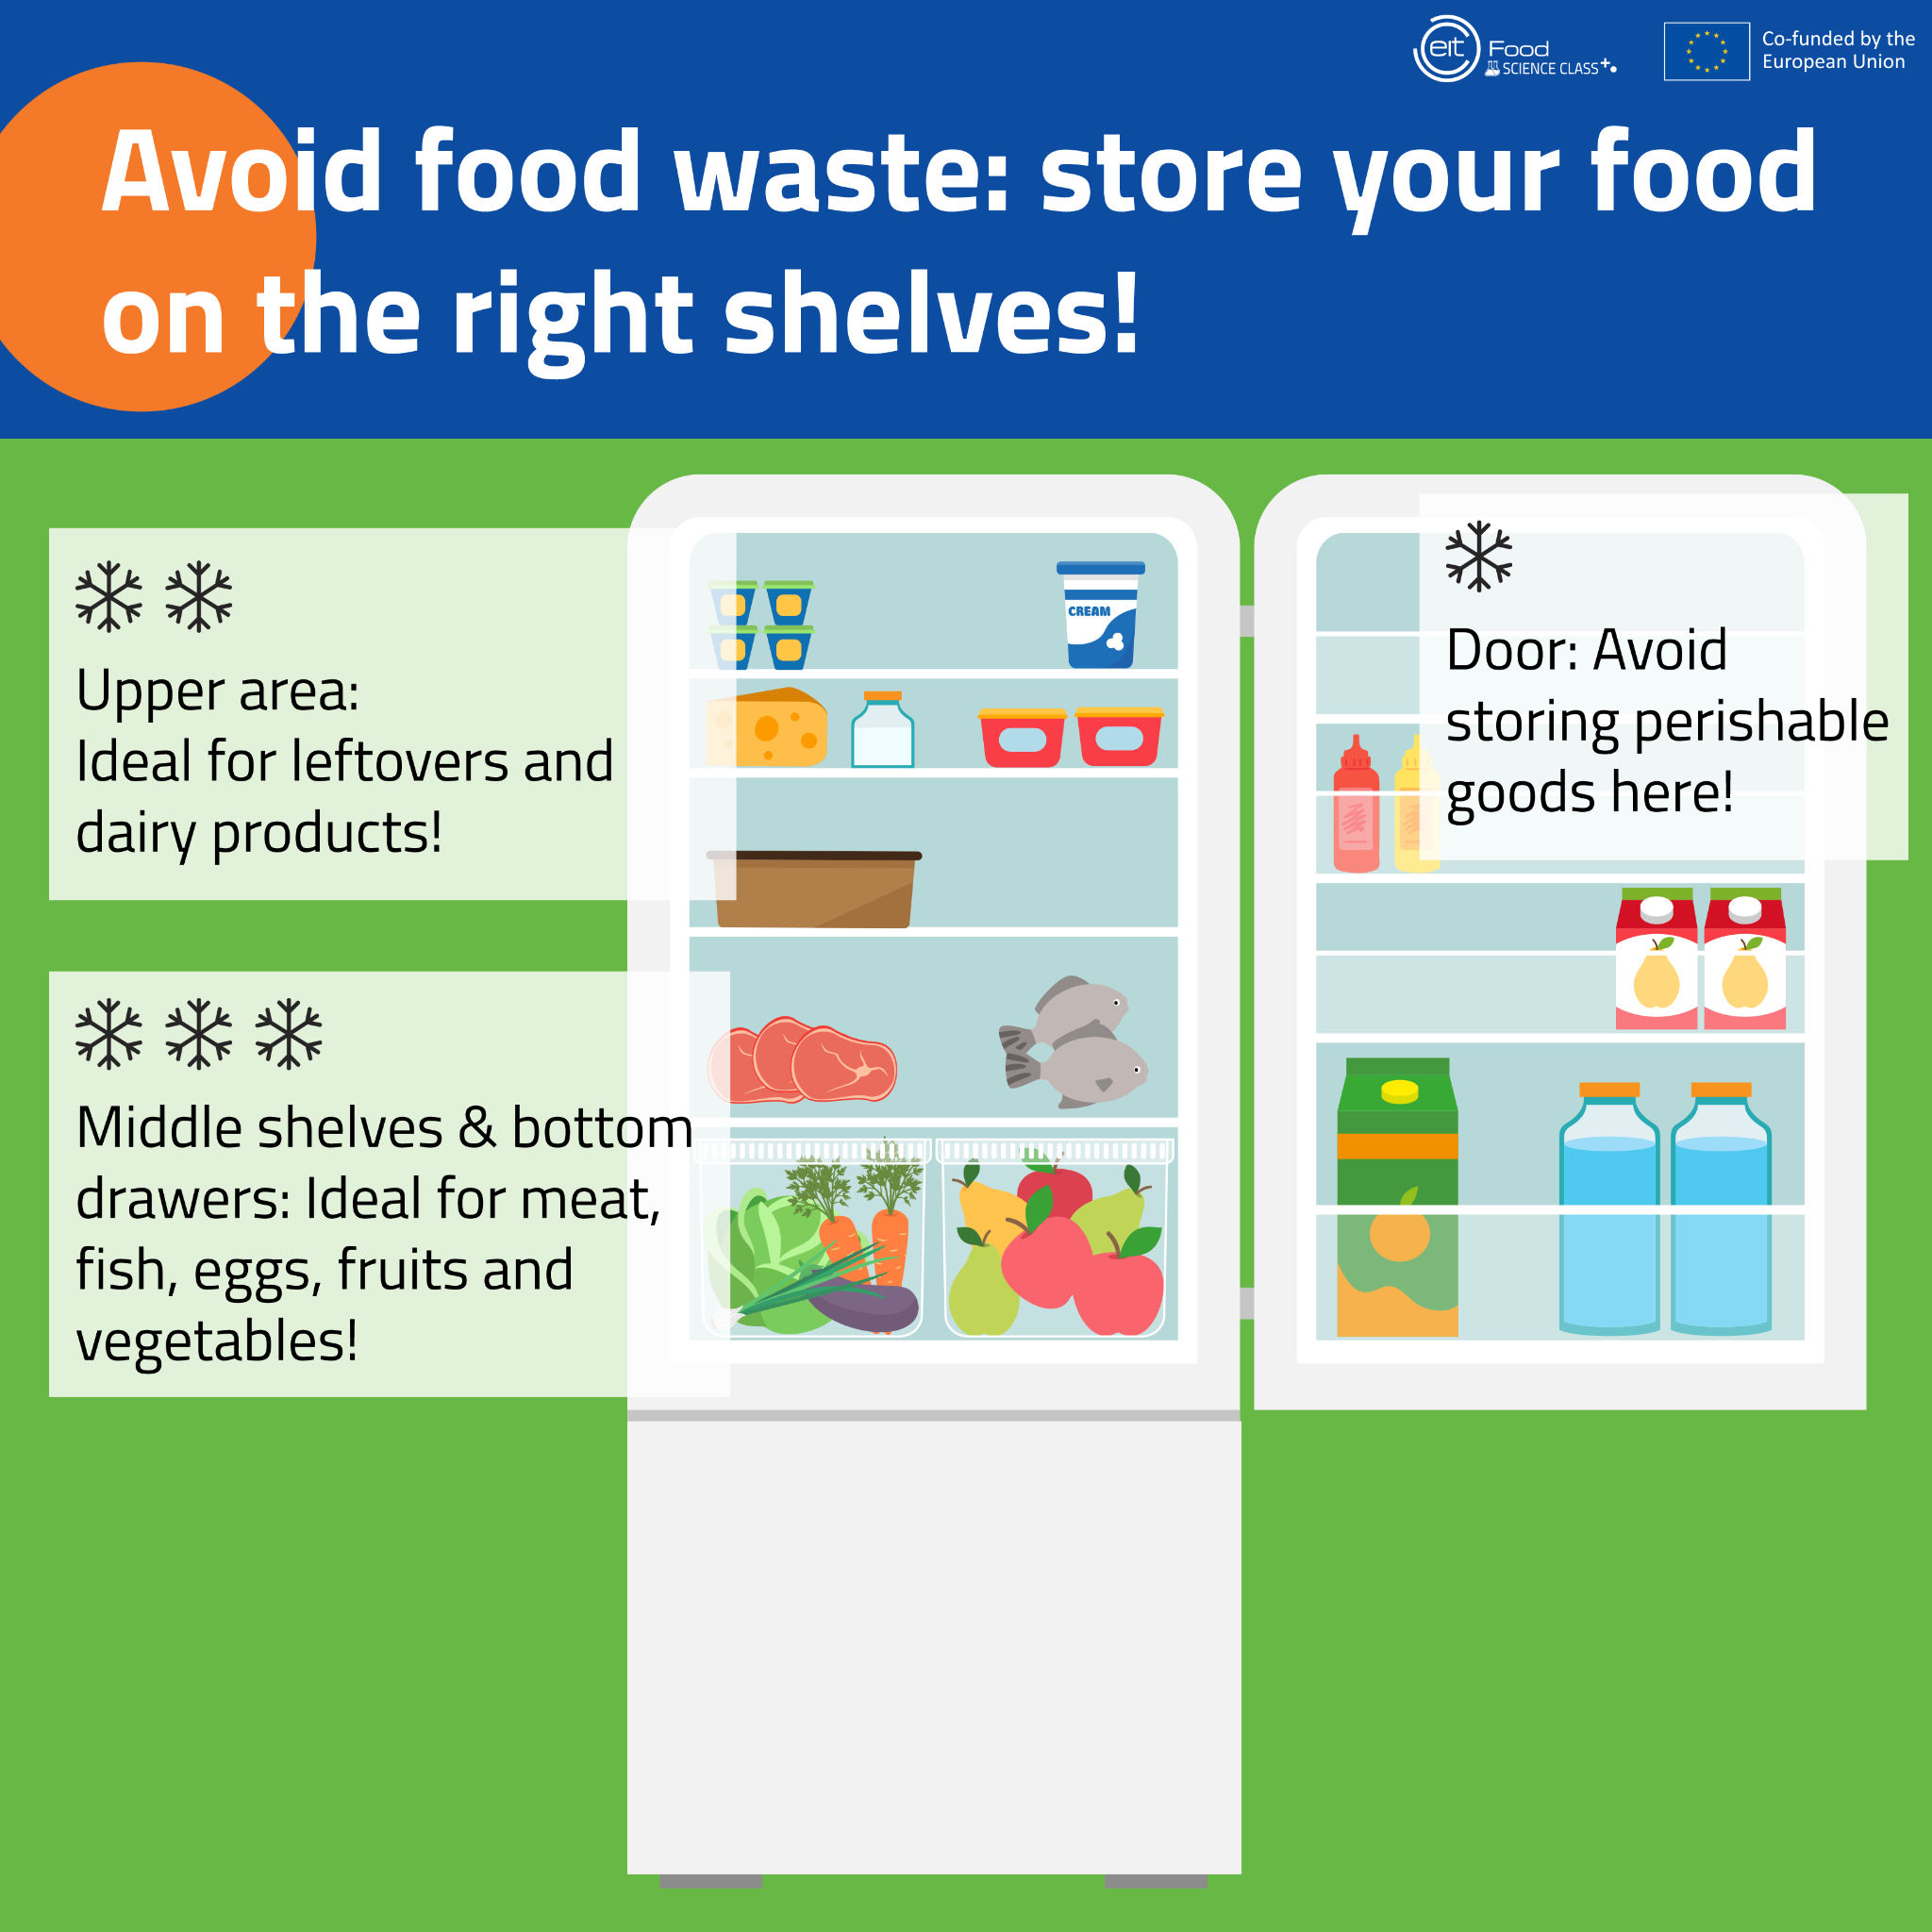 eit Food
SCIENCE CLASS
Co-funded by the
European Union
Avoid food waste: store your food
on the right shelves!
Upper area:
Ideal for leftovers and
dairy products!
CREAM
Door: Avoid
storing perishable
goods here!
Middle shelves & bottom
drawers: Ideal for meat,
fish, eggs, fruits and
vegetables!